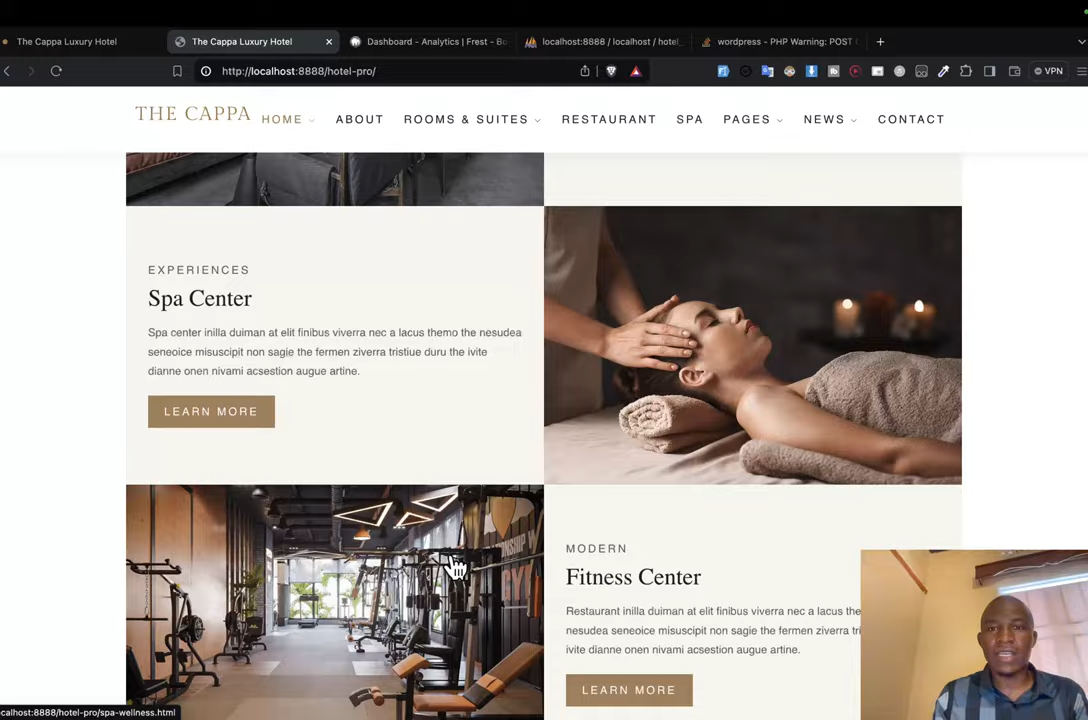 The Cappa Luxury Hotel
The Cappa Luxury Hotel
Dashboard - Analytics | Frest - Bo
localhost:8888 / localhost / hotel_
wordpress - PHP Warning: POST
http://localhost:8888/hotel-pro/
VPN
THE CAPPA
HOME
ABOUT
ROOMS & SUITES
RESTAURANT
SPA
PAGES
NEWS
CONTACT
EXPERIENCES
Spa Center
Spa center inilla duiman at elit finibus viverra nec a lacus themo the nesudea
seneoice misuscipit non sagie the fermen ziverra tristiue duru the ivite
dianne onen nivami acsestion augue artine.
LEARN MORE
MODERN
Fitness Center
Restaurant inilla duiman at elit finibus viverra nec a lacus the
nesudea seneoice misuscipit non sagie the fermen ziverra tri
ivite dianne onen nivami acsestion augue artine.
LEARN MORE
ocalhost:8888/hotel-pro/spa-wellness.html